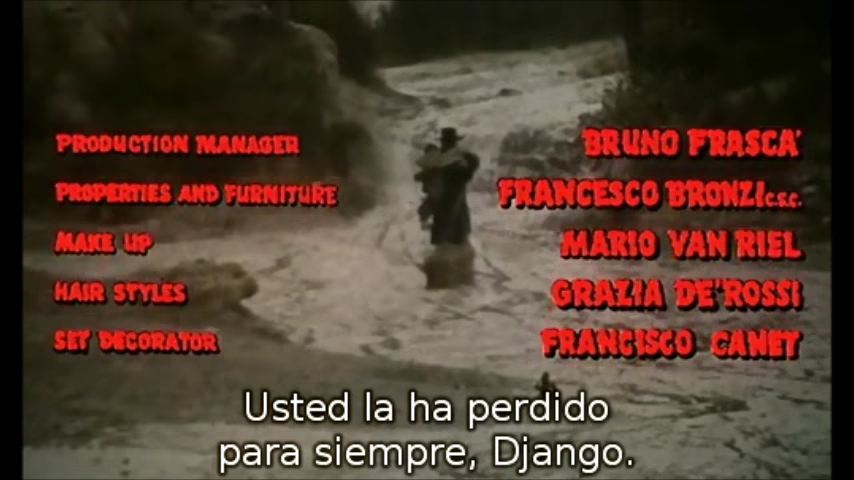 PRODUCTION MANAGER BRUNO FRASCA'
PROPERTIES AND FURNITURE FRANCESCO BRONZI c.s.c.
MAKE UP MARIO VAN RIEL
HAIR STYLES GRAZIA DE'ROSSI
SET DECORATOR FRANCISCO CANET
Usted la ha perdido
para siempre, Django.